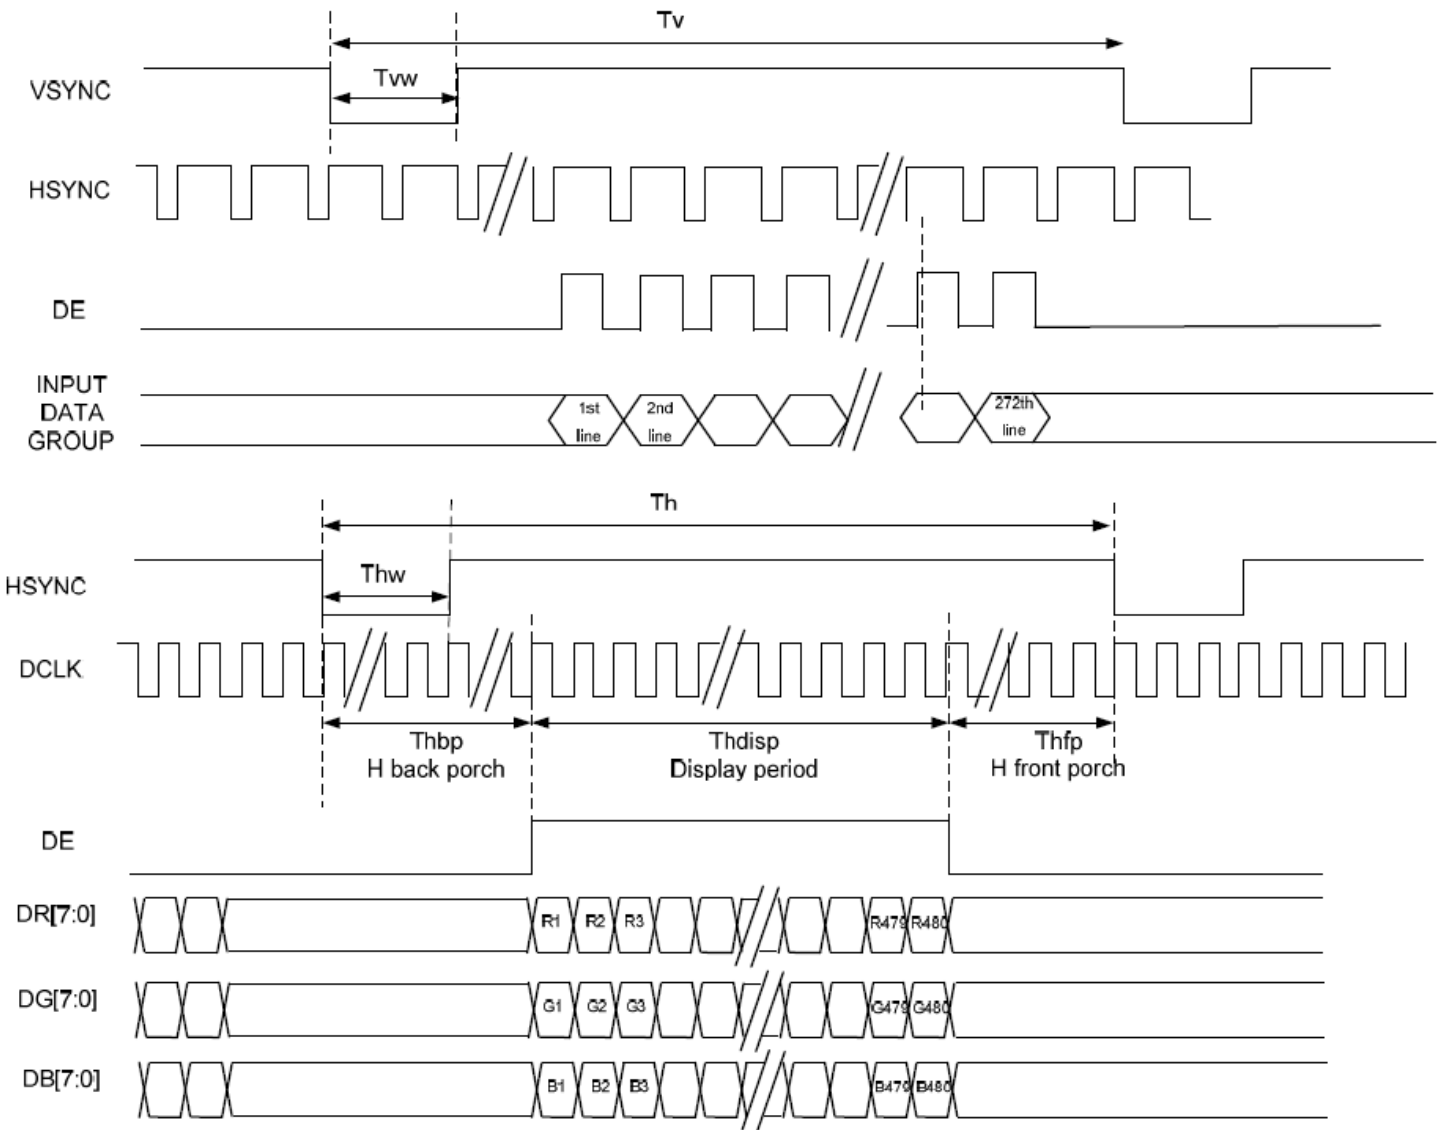 Tv
VSYNC
Tvw
HSYNC
DE
INPUT
DATA
GROUP
1st
line
2nd
line
272th
line
Th
HSYNC
Thw
DCLK
Thbp
H back porch
Thdisp
Display period
Thfp
H front porch
DE
DR[7:0]
R1 R2 R3 R479 R480
DG[7:0]
G1 G2 G3 G479 G480
DB[7:0]
B1 B2 B3 B479 B480